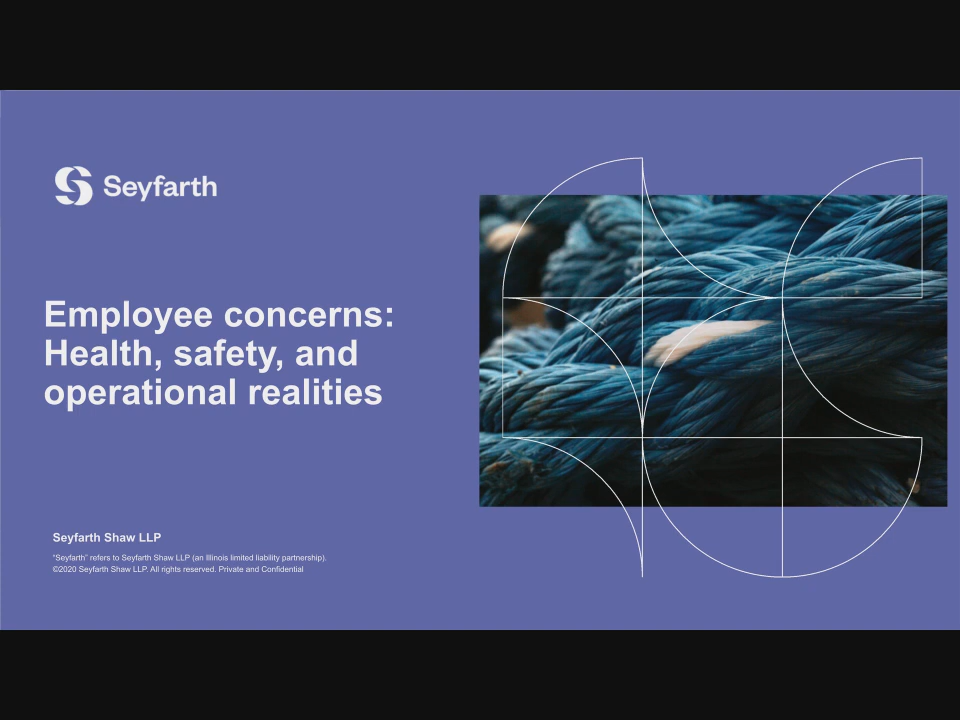 Seyfarth
Employee concerns:
Health, safety, and
operational realities
Seyfarth Shaw LLP
“Seyfarth” refers to Seyfarth Shaw LLP (an Illinois limited liability partnership).
©2020 Seyfarth Shaw LLP. All rights reserved. Private and Confidential